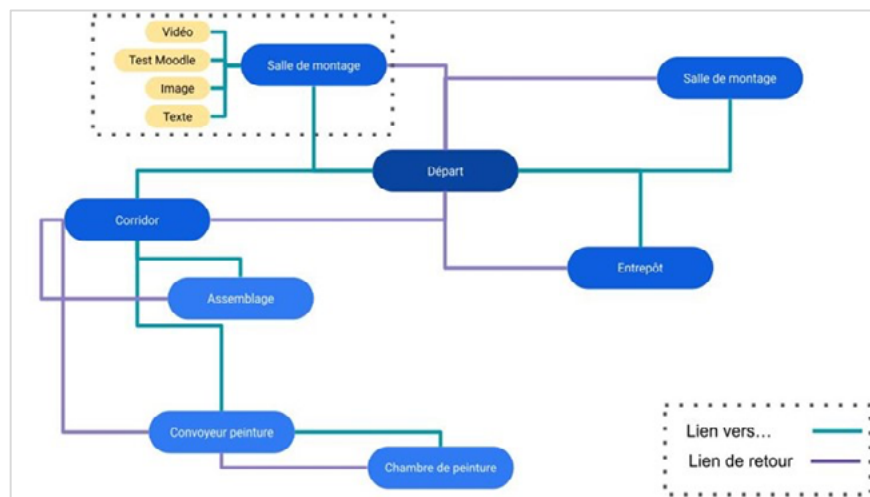 Vidéo
Test Moodle
Image
Texte
Salle de montage
Salle de montage
Départ
Corridor
Entrepôt
Assemblage
Convoyeur peinture
Chambre de peinture
Lien vers...
Lien de retour